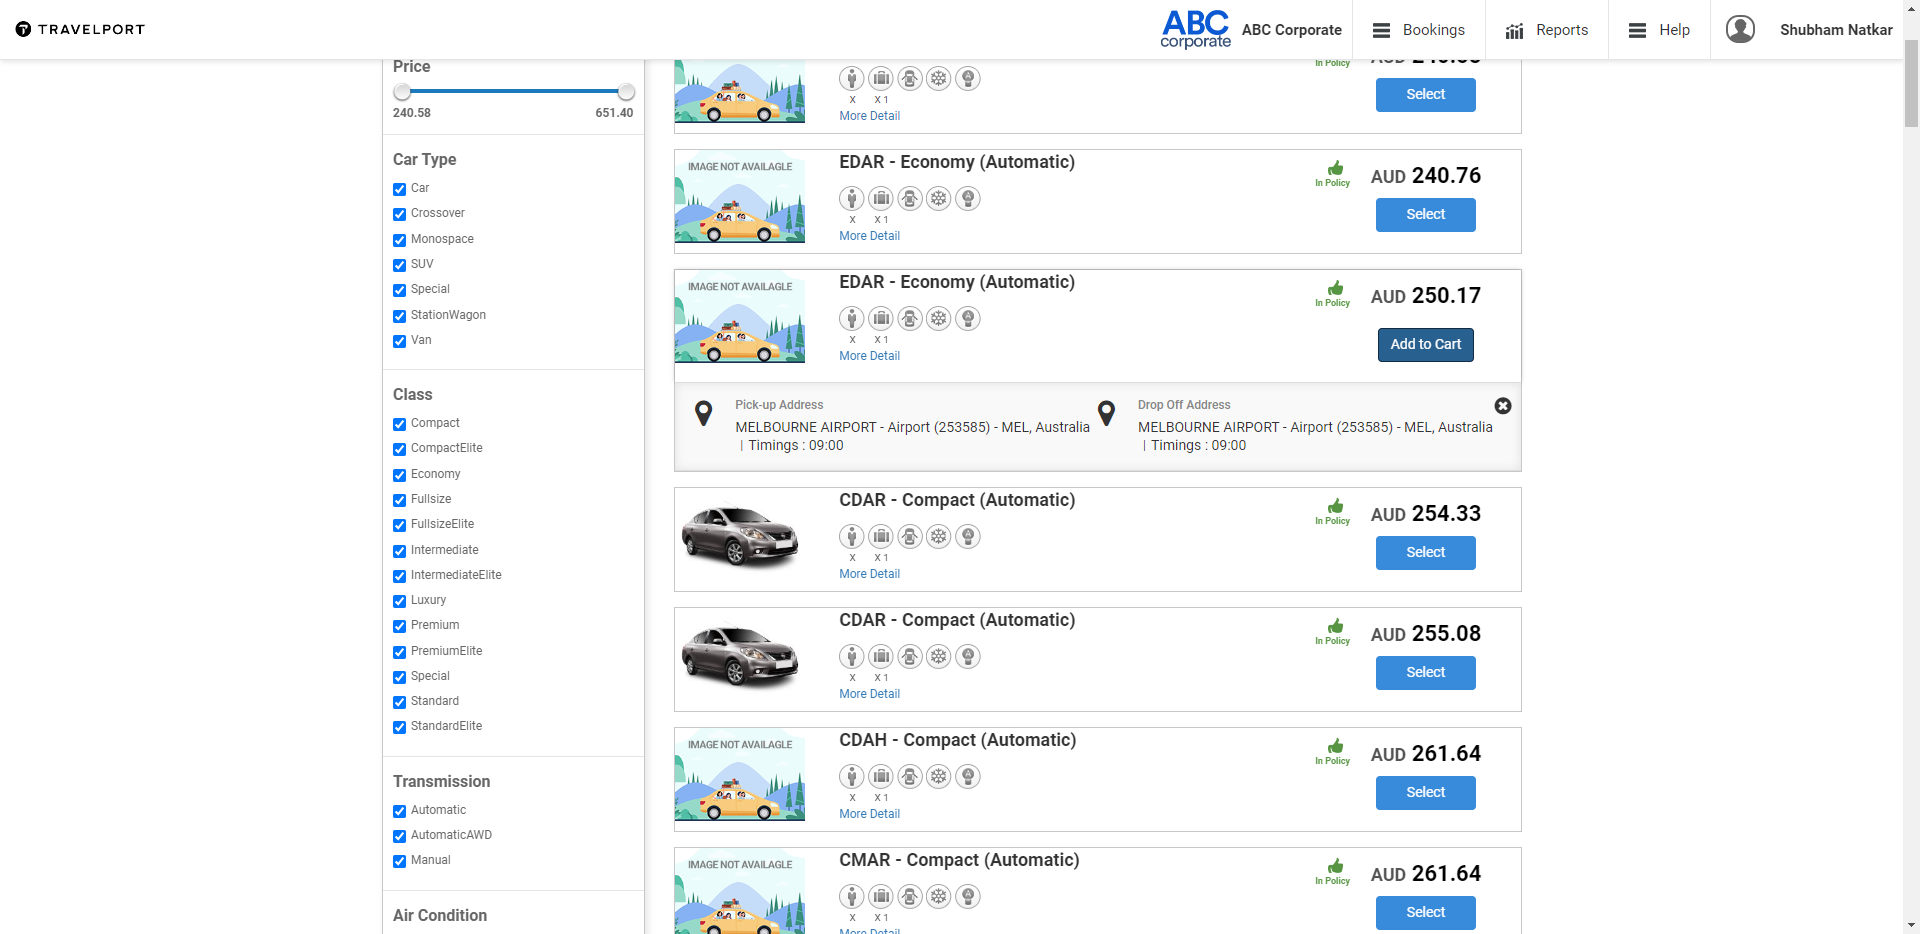 TRAVELPORT
ABC
corporate
ABC Corporate
Bookings
Reports
Help
Shubham Natkar
Price
240.58
651.40
Car Type
Car
Crossover
Monospace
SUV
Special
StationWagon
Van
Class
Compact
CompactElite
Economy
Fullsize
FullsizeElite
Intermediate
IntermediateElite
Luxury
Premium
PremiumElite
Special
Standard
StandardElite
Transmission
Automatic
AutomaticAWD
Manual
Air Condition
X
X 1
More Detail
In Policy
AUD
Select
IMAGE NOT AVAILAGLE
EDAR - Economy (Automatic)
X
X 1
More Detail
In Policy
AUD 240.76
Select
IMAGE NOT AVAILAGLE
EDAR - Economy (Automatic)
X
X 1
More Detail
In Policy
AUD 250.17
Add to Cart
Pick-up Address
MELBOURNE AIRPORT - Airport (253585) - MEL, Australia
| Timings : 09:00
Drop Off Address
MELBOURNE AIRPORT - Airport (253585) - MEL, Australia
| Timings : 09:00
CDAR - Compact (Automatic)
X
X 1
More Detail
In Policy
AUD 254.33
Select
CDAR - Compact (Automatic)
X
X 1
More Detail
In Policy
AUD 255.08
Select
IMAGE NOT AVAILAGLE
CDAH - Compact (Automatic)
X
X 1
More Detail
In Policy
AUD 261.64
Select
IMAGE NOT AVAILAGLE
CMAR - Compact (Automatic)
X
X 1
More Detail
In Policy
AUD 261.64
Select